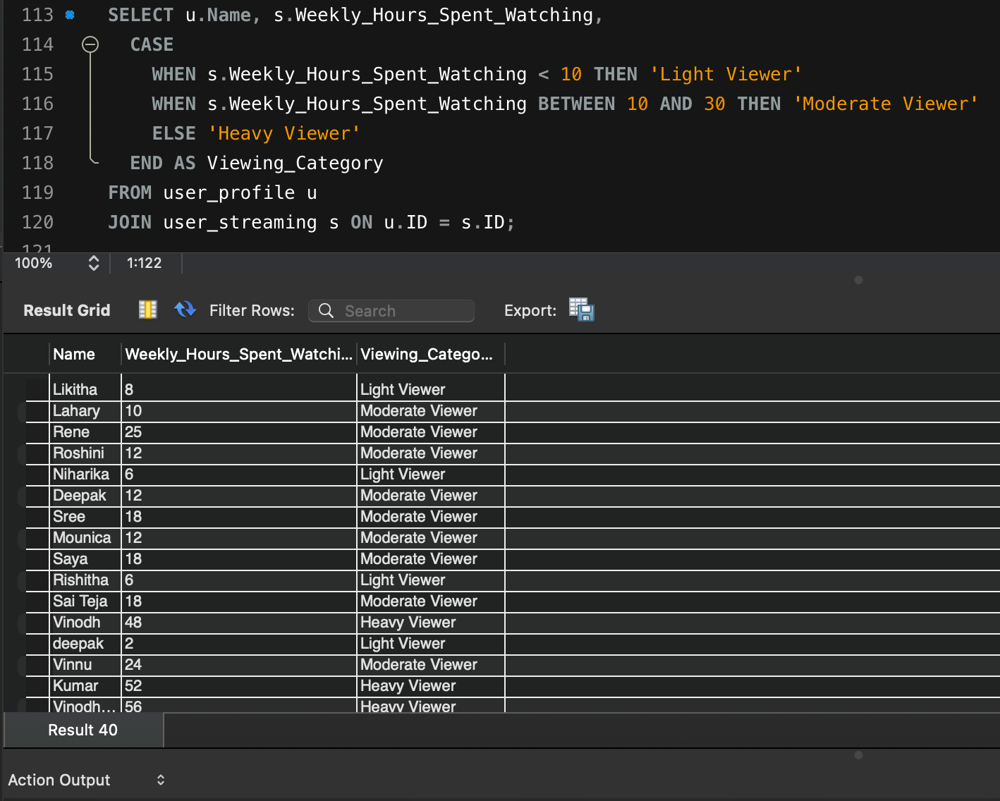 113 SELECT u.Name, s.Weekly_Hours_Spent_Watching,
114 CASE
115 WHEN s.Weekly_Hours_Spent_Watching < 10 THEN 'Light Viewer'
116 WHEN s.Weekly_Hours_Spent_Watching BETWEEN 10 AND 30 THEN 'Moderate Viewer'
117 ELSE 'Heavy Viewer'
118 END AS Viewing_Category
119 FROM user_profile u
120 JOIN user_streaming s ON u.ID = s.ID;
121
100% 1:122
Result Grid Filter Rows: Search Export:
Name Weekly_Hours_Spent_Watchi... Viewing_Catego...
Likitha 8 Light Viewer
Lahary 10 Moderate Viewer
Rene 25 Moderate Viewer
Roshini 12 Moderate Viewer
Niharika 6 Light Viewer
Deepak 12 Moderate Viewer
Sree 18 Moderate Viewer
Mounica 12 Moderate Viewer
Saya 18 Moderate Viewer
Rishitha 6 Light Viewer
Sai Teja 18 Moderate Viewer
Vinodh 48 Heavy Viewer
deepak 2 Light Viewer
Vinnu 24 Moderate Viewer
Kumar 52 Heavy Viewer
Vinodh... 56 Heavy Viewer
Result 40
Action Output